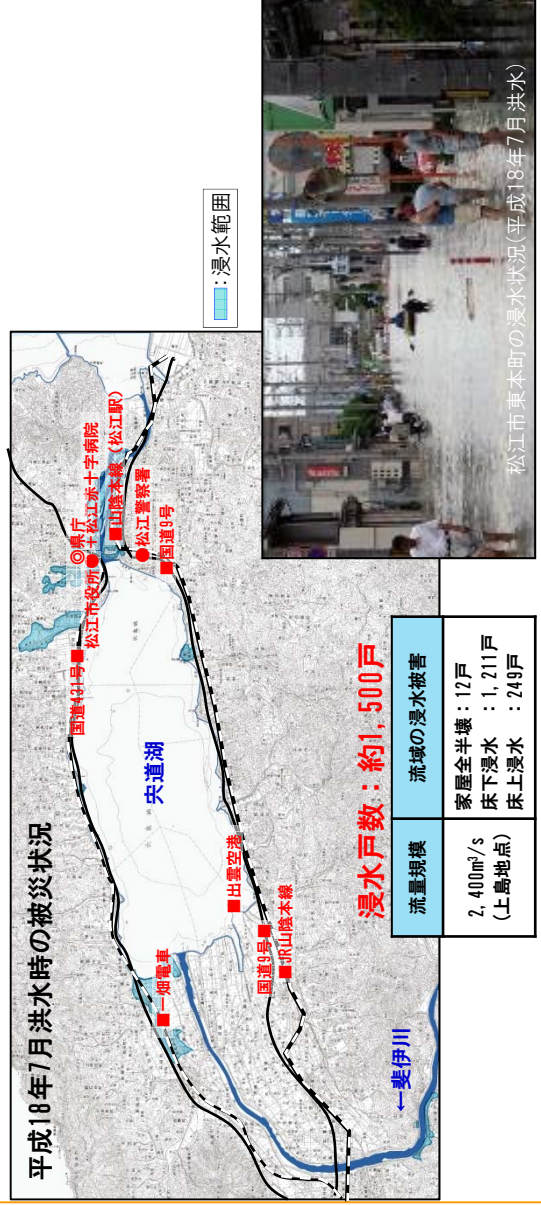 平成18年7月洪水時の被災状況
:浸水範囲
◎県庁
松江市役所
松江赤十字病院
山陰本線（松江駅）
松江警察署
国道9号
国道431号
宍道湖
出雲空港
一畑電車
国道9号
JR山陰本線
←斐伊川
浸水戸数：約1,500戸
流量規模
流域の浸水被害
2,400m³/s
(上島地点)
家屋全半壊：12戸
床下浸水　：1,211戸
床上浸水　：249戸
松江市東本町の浸水状況(平成18年7月洪水)